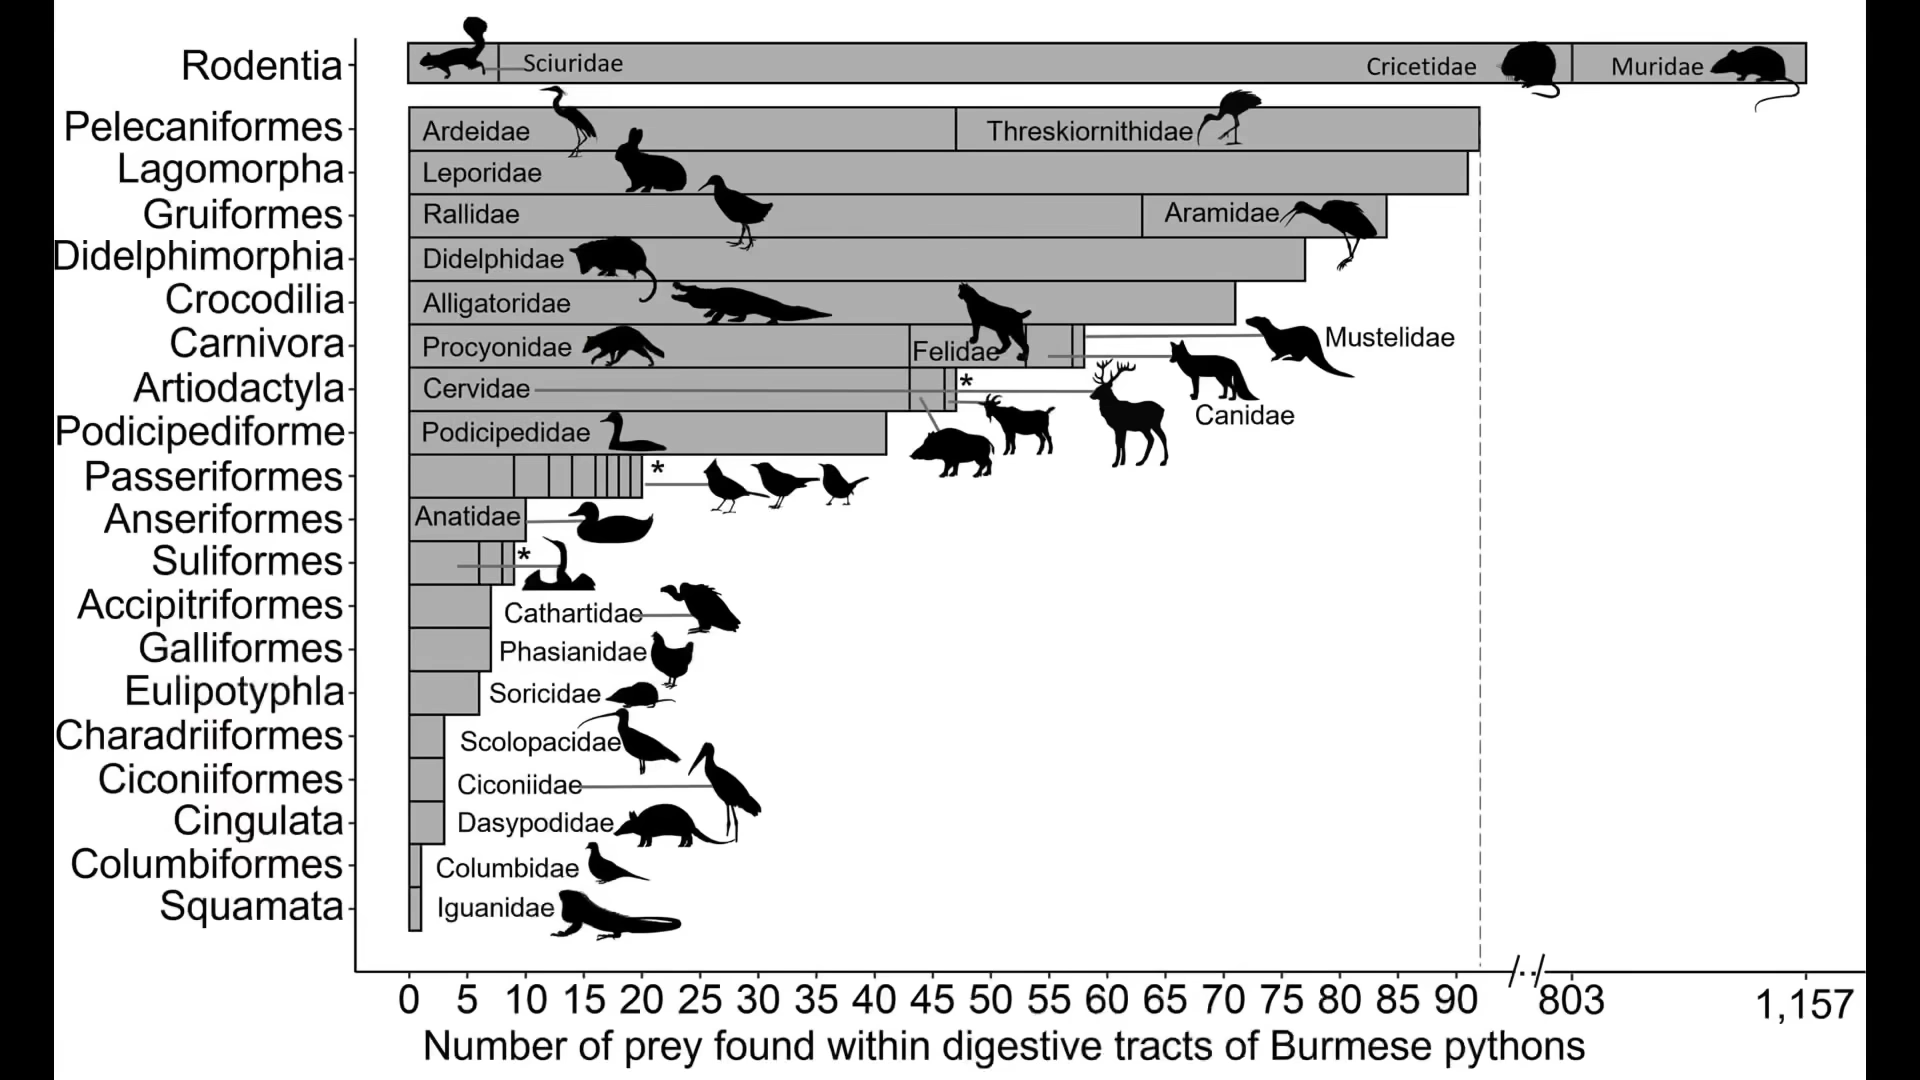 Rodentia Sciuridae Cricetidae Muridae
Pelecaniformes Ardeidae Threskiornithidae
Lagomorpha Leporidae
Gruiformes Rallidae Aramidae
Didelphimorphia Didelphidae
Crocodilia Alligatoridae
Carnivora Procyonidae Felidae Mustelidae
Artiodactyla Cervidae *
Canidae
Podicipediforme Podicipedidae
Passeriformes *
Anseriformes Anatidae
Suliformes *
Accipitriformes Cathartidae
Galliformes Phasianidae
Eulipotyphla Soricidae
Charadriiformes Scolopacidae
Ciconiiformes Ciconiidae
Cingulata Dasypodidae
Columbiformes Columbidae
Squamata Iguanidae
0 5 10 15 20 25 30 35 40 45 50 55 60 65 70 75 80 85 90 803 1,157
Number of prey found within digestive tracts of Burmese pythons